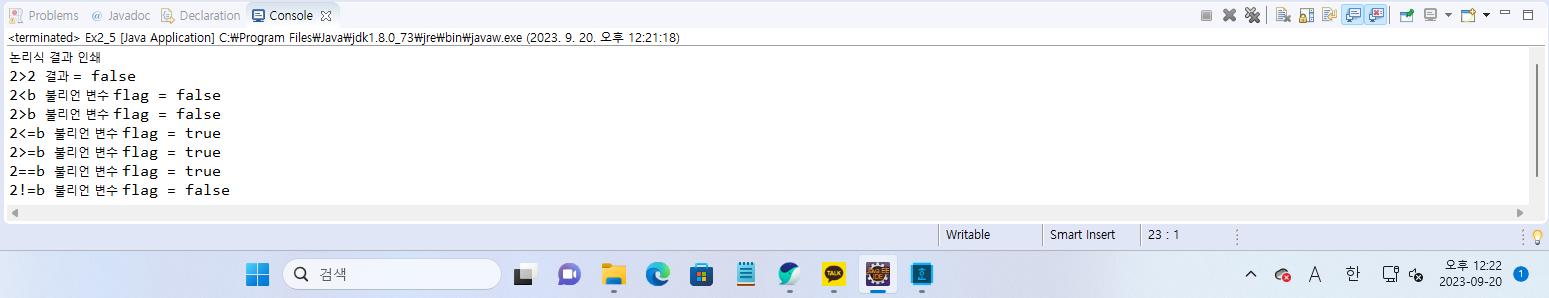 Problems @ Javadoc Declaration Console
<terminated> Ex2_5 [Java Application] C:₩Program Files₩Java₩jdk1.8.0_73₩jre₩bin₩javaw.exe (2023. 9. 20. 오후 12:21:18)
논리식 결과 인쇄
2>2 결과 = false
2<b 불리언 변수 flag = false
2>b 불리언 변수 flag = false
2<=b 불리언 변수 flag = true
2>=b 불리언 변수 flag = true
2==b 불리언 변수 flag = true
2!=b 불리언 변수 flag = false
Writable Smart Insert 23 : 1
검색 TALK Java EE IDE A 한 오후 12:22 1
2023-09-20